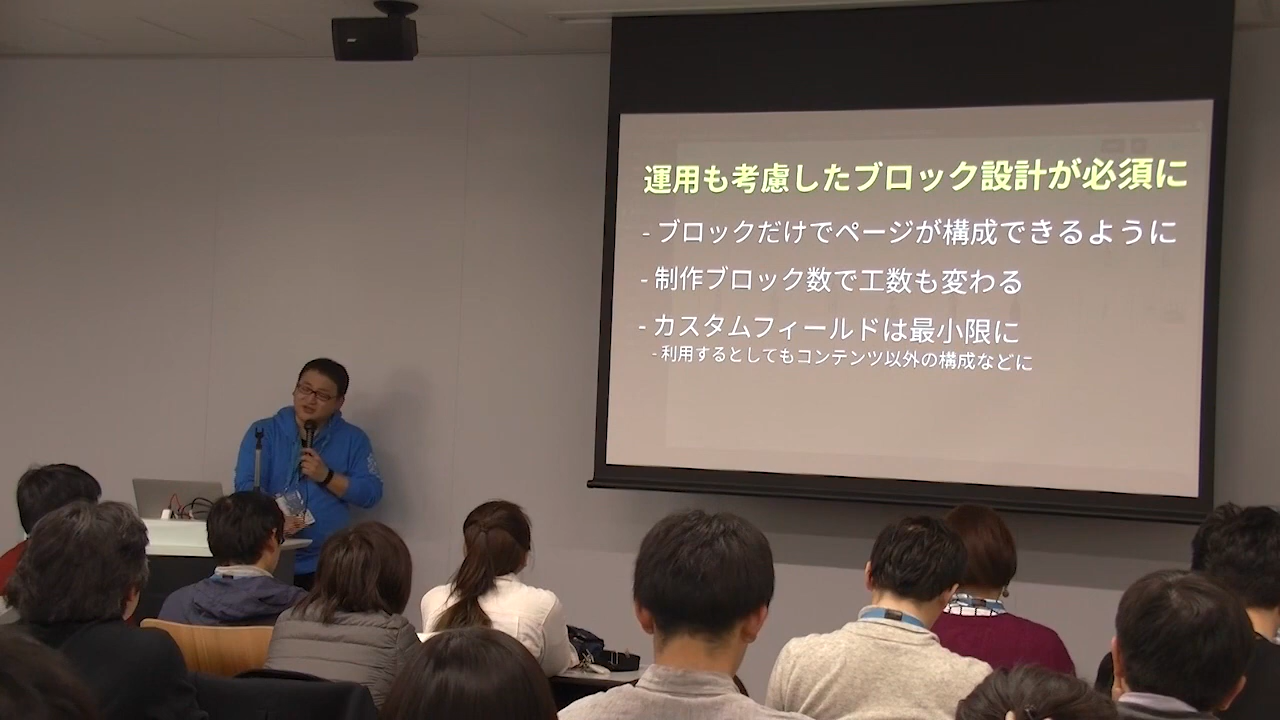 運用も考慮したブロック設計が必須に
- ブロックだけでページが構成できるように
- 制作ブロック数で工数も変わる
- カスタムフィールドは最小限に
- 利用するとしてもコンテンツ以外の構成などに